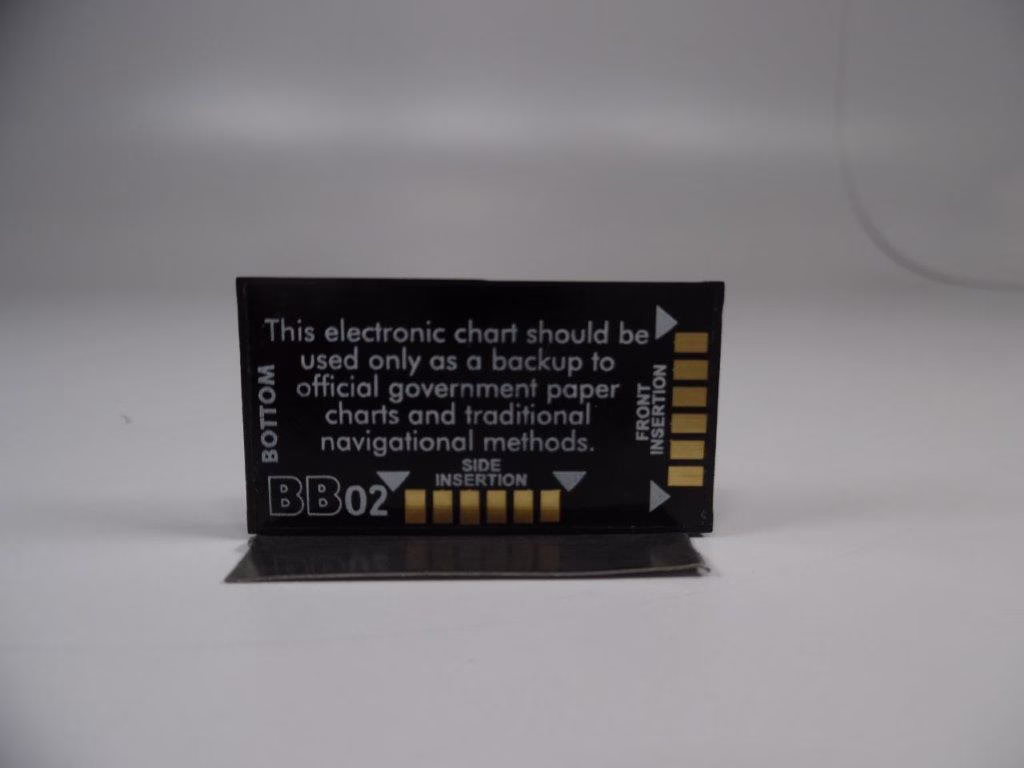 This electronic chart should be
used only as a backup to
official government paper
charts and traditional
navigational methods.
BOTTOM
FRONT
INSERTION
SIDE
INSERTION
BB02